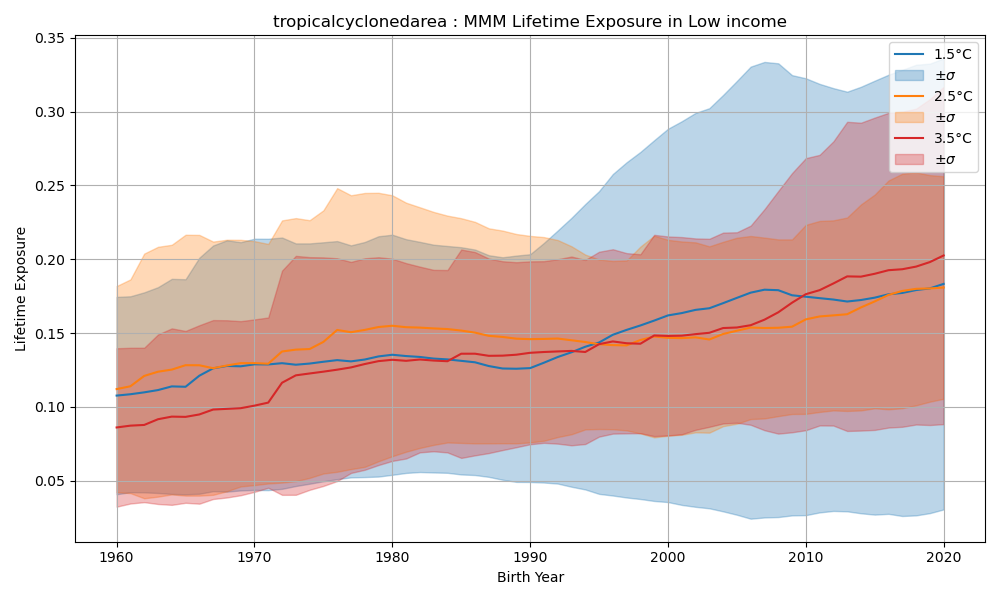 tropicalcyclonedarea : MMM Lifetime Exposure in Low income
Lifetime Exposure
0.35
0.30
0.25
0.20
0.15
0.10
0.05
1960
1970
1980
1990
2000
2010
2020
Birth Year
1.5°C
±σ
2.5°C
±σ
3.5°C
±σ